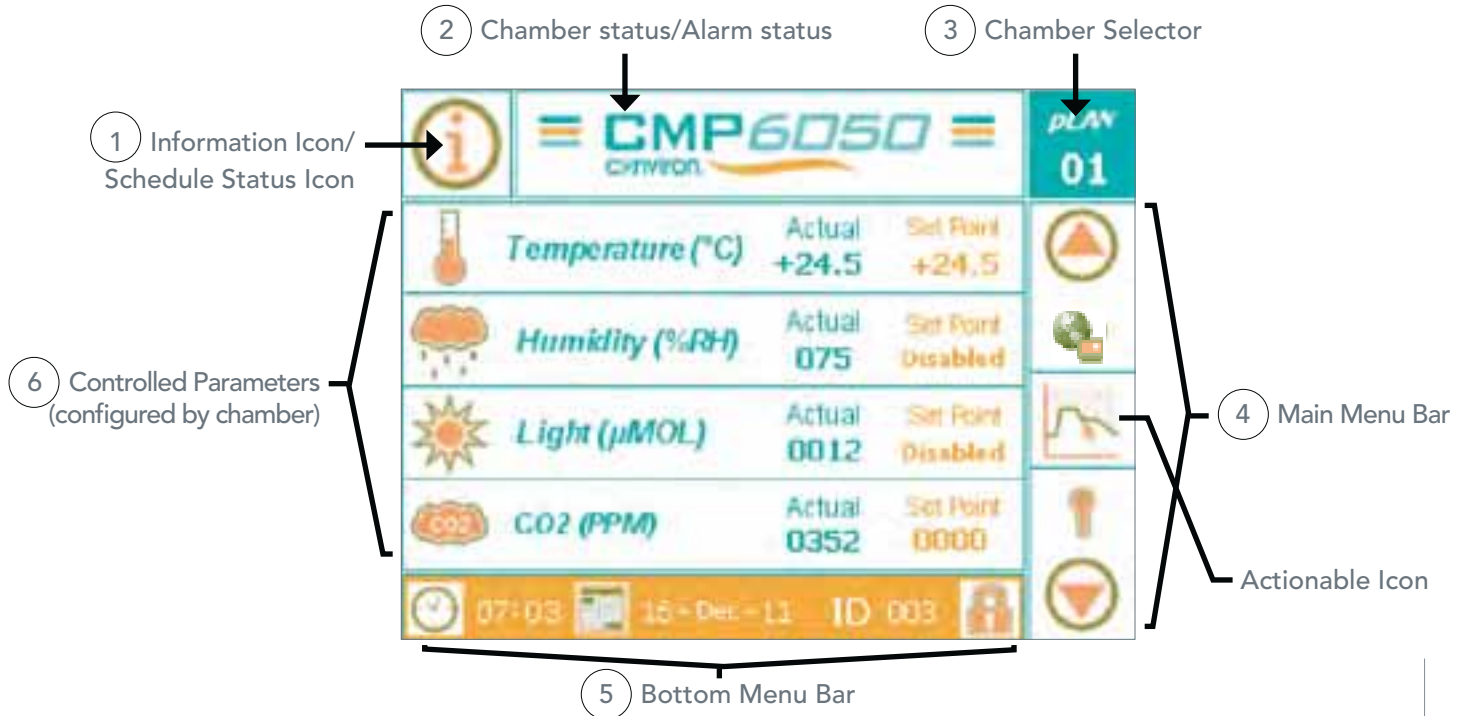 2 Chamber status/Alarm status
3 Chamber Selector
1 Information Icon/
Schedule Status Icon
i
CMP6050
pLAN
01
Temperature (°C)
Actual
+24.5
Set Point
+24.5
Humidity (%RH)
Actual
075
Set Point
Disabled
Light (µMOL)
Actual
0012
Set Point
Disabled
CO2
CO2 (PPM)
Actual
0352
Set Point
0000
07:03
16-Dec-11
ID 003
6 Controlled Parameters
(configured by chamber)
4 Main Menu Bar
Actionable Icon
5 Bottom Menu Bar